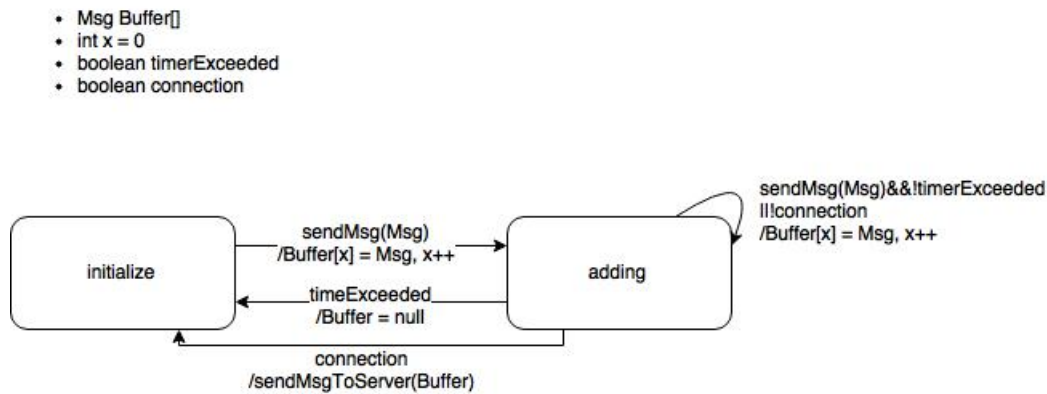 • Msg Buffer[]
• int x = 0
• boolean timerExceeded
• boolean connection
sendMsg(Msg)&&!timerExceeded
||!connection
/Buffer[x] = Msg, x++
sendMsg(Msg)
/Buffer[x] = Msg, x++
initialize
adding
timeExceeded
/Buffer = null
connection
/sendMsgToServer(Buffer)